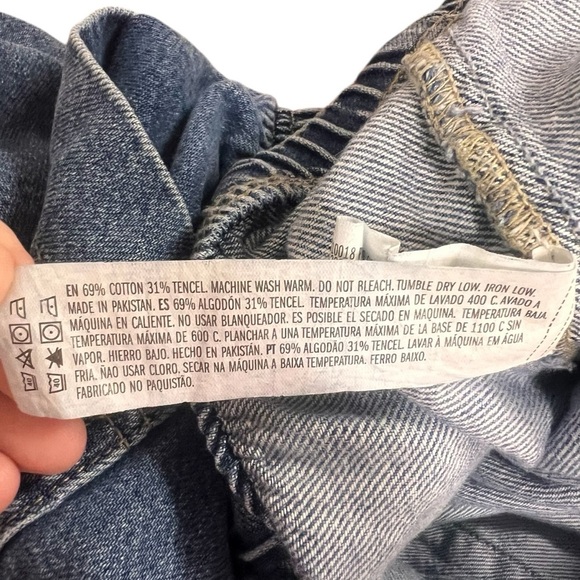 0018
EN 69% COTTON 31% TENCEL. MACHINE WASH WARM. DO NOT BLEACH. TUMBLE DRY LOW. IRON LOW.
MADE IN PAKISTAN. ES 69% ALGODÓN 31% TENCEL. TEMPERATURA MÁXIMA DE LAVADO 400 C. AVADO A
MÁQUINA EN CALIENTE. NO USAR BLANQUEADOR. ES POSIBLE EL SECADO EN MAQUINA. TEMPERATURA BAJA.
TEMPERATURA MÁXIMA DE 600 C. PLANCHAR A UNA TEMPERATURA MÁXIMA DE LA BASE DE 1100 C SIN
VAPOR. HIERRO BAJO. HECHO EN PAKISTÁN. PT 69% ALGODÃO 31% TENCEL. LAVAR À MÁQUINA EM ÁGUA
FRIA. ÑAO USAR CLORO. SECAR NA MÁQUINA A BAIXA TEMPERATURA. FERRO BAIXO.
FABRICADO NO PAQUISTÃO.